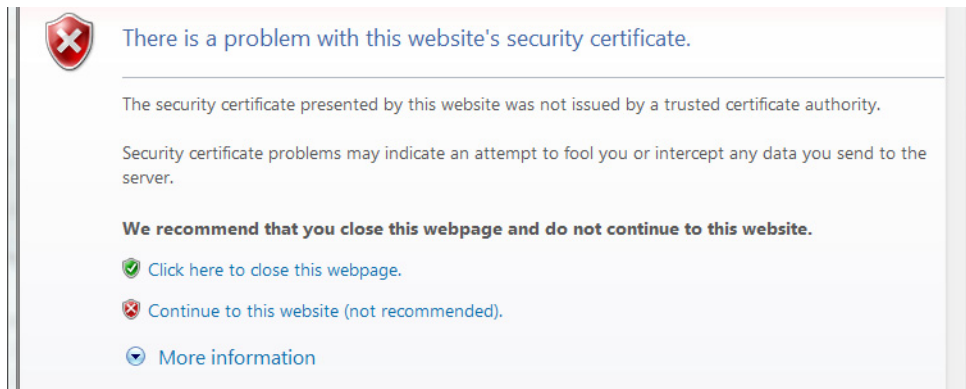 There is a problem with this website's security certificate.
The security certificate presented by this website was not issued by a trusted certificate authority.
Security certificate problems may indicate an attempt to fool you or intercept any data you send to the
server.
We recommend that you close this webpage and do not continue to this website.
Click here to close this webpage.
Continue to this website (not recommended).
More information